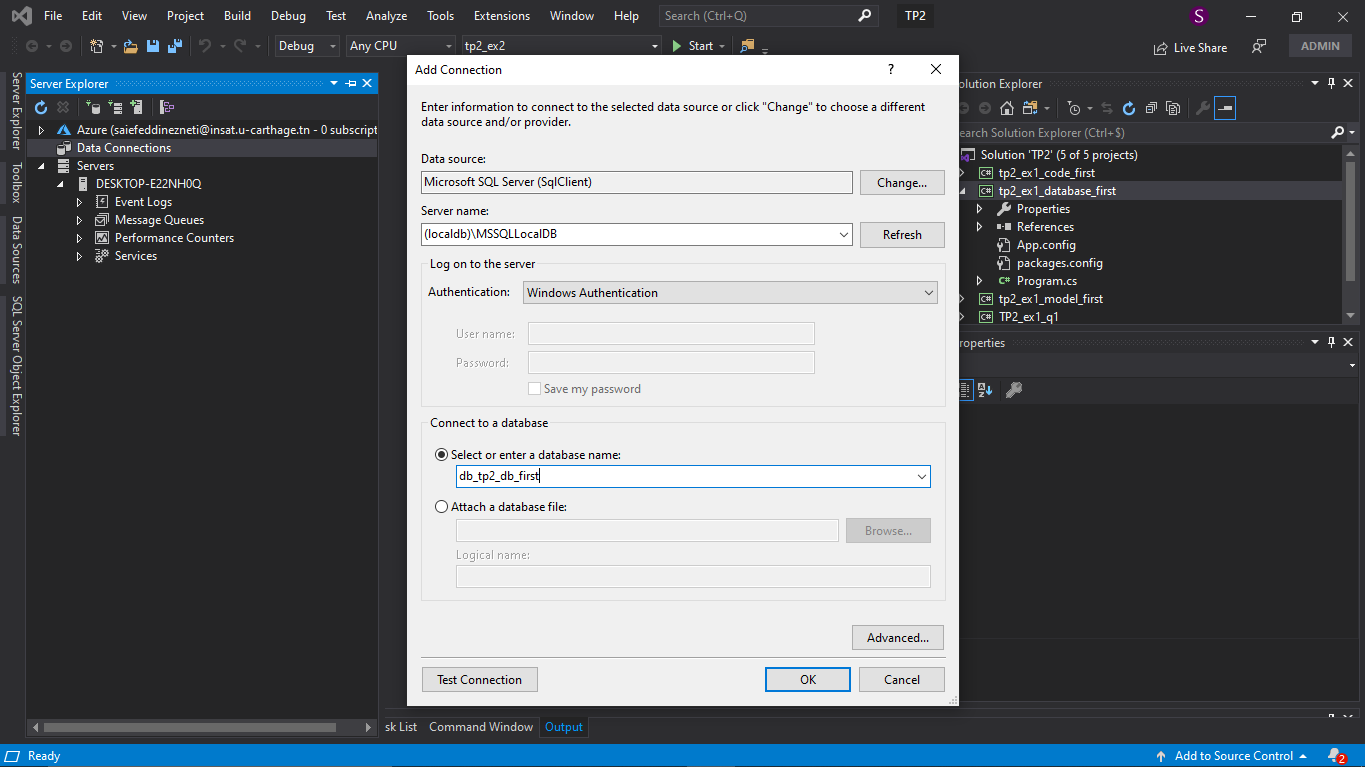 File Edit View Project Build Debug Test Analyze Tools Extensions Window Help Search (Ctrl+Q) TP2 S
Debug Any CPU tp2_ex2 Start Live Share ADMIN
Server Explorer
Toolbox
Data Sources
SQL Server Object Explorer
Server Explorer
Azure (saiefeddinezneti@insat.u-carthage.tn - 0 subscript
Data Connections
Servers
DESKTOP-E22NH0Q
Event Logs
Message Queues
Performance Counters
Services
Add Connection ?
Enter information to connect to the selected data source or click "Change" to choose a different
data source and/or provider.
Data source:
Microsoft SQL Server (SqlClient) Change...
Server name:
(localdb)\MSSQLLocalDB Refresh
Log on to the server
Authentication: Windows Authentication
User name:
Password:
Save my password
Connect to a database
Select or enter a database name:
db_tp2_db_first
Attach a database file:
Browse...
Logical name:
Advanced...
Test Connection OK Cancel
olution Explorer
earch Solution Explorer (Ctrl+$)
Solution 'TP2' (5 of 5 projects)
C# tp2_ex1_code_first
C# tp2_ex1_database_first
Properties
References
App.config
packages.config
C# Program.cs
C# tp2_ex1_model_first
C# TP2_ex1_q1
roperties
sk List Command Window Output
Ready Add to Source Control 2